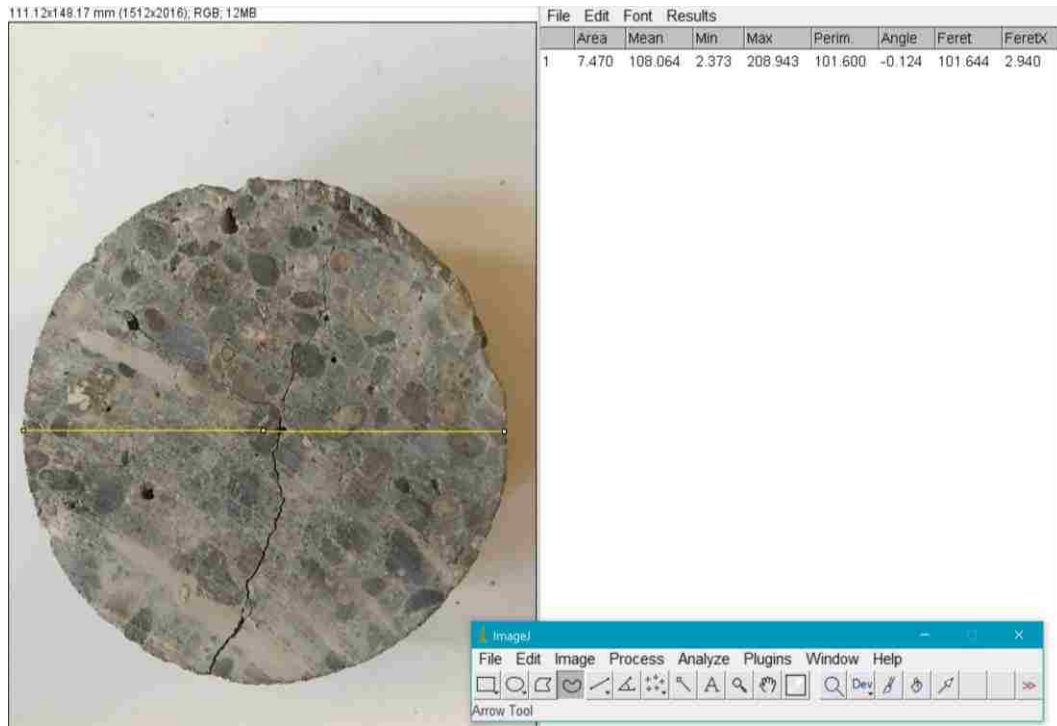 111.12x148.17 mm (1512x2016); RGB; 12MB
File Edit Font Results
Area Mean Min Max Perim. Angle Feret FeretX
1 7.470 108.064 2.373 208.943 101.600 -0.124 101.644 2.940
ImageJ
File Edit Image Process Analyze Plugins Window Help
A Dev >>
Arrow Tool